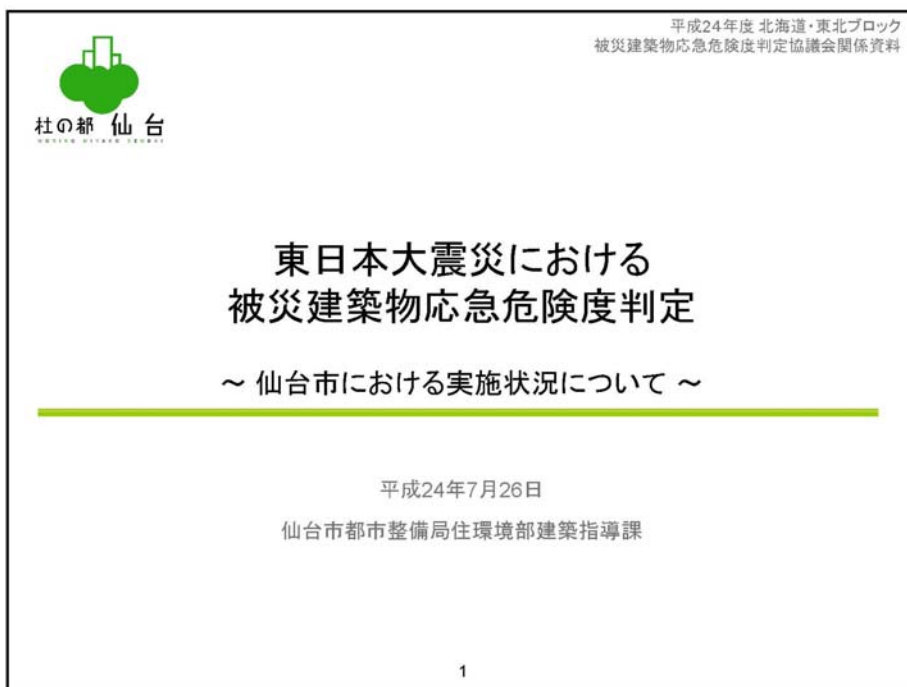 平成24年度 北海道・東北ブロック
被災建築物応急危険度判定協議会関係資料
杜の都 仙台
東日本大震災における
被災建築物応急危険度判定
～ 仙台市における実施状況について ～
平成24年7月26日
仙台市都市整備局住環境部建築指導課
1